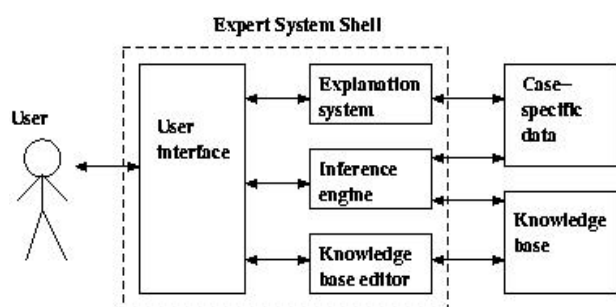 Expert System Shell
User
User
interface
Explanation
system
Inference
engine
Knowledge
base editor
Case–
specific
data
Knowledge
base